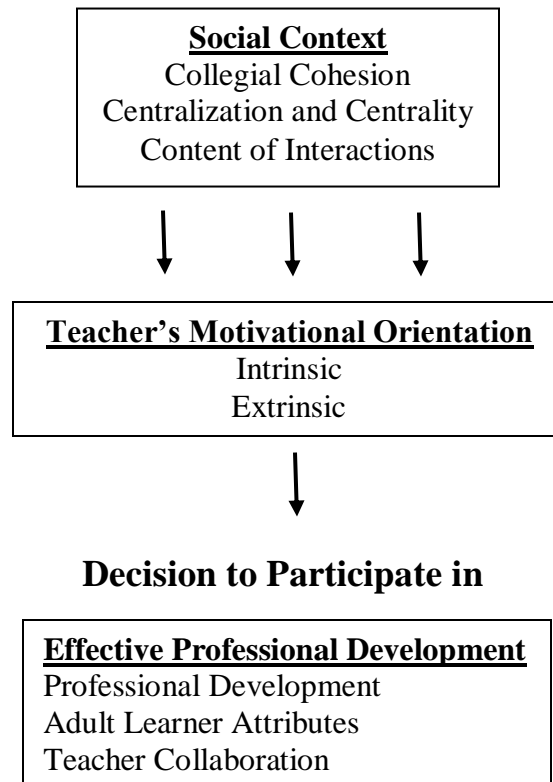 Social Context
Collegial Cohesion
Centralization and Centrality
Content of Interactions
Teacher’s Motivational Orientation
Intrinsic
Extrinsic
Decision to Participate in
Effective Professional Development
Professional Development
Adult Learner Attributes
Teacher Collaboration